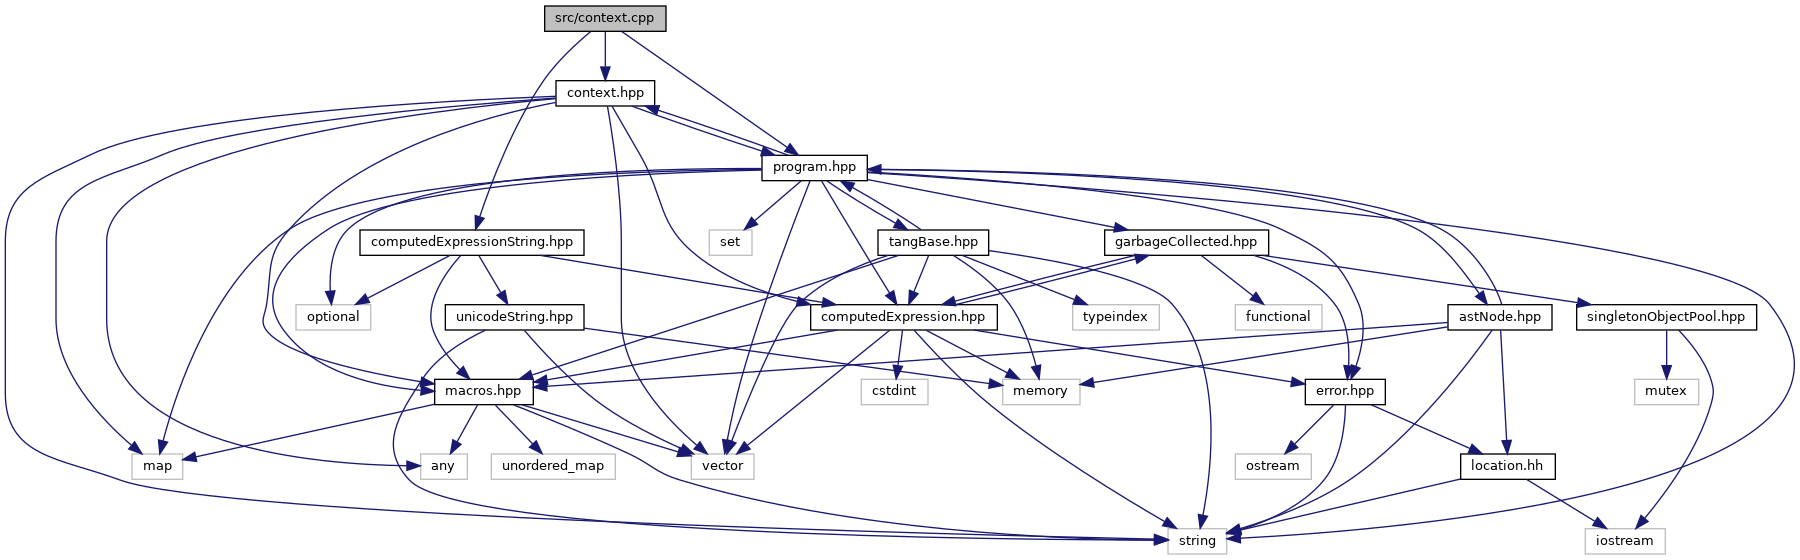 src/context.cpp
context.hpp
program.hpp
computedExpressionString.hpp
set
tangBase.hpp
garbageCollected.hpp
optional
unicodeString.hpp
computedExpression.hpp
typeindex
functional
astNode.hpp
singletonObjectPool.hpp
macros.hpp
cstdint
memory
error.hpp
mutex
map
any
unordered_map
vector
ostream
location.hh
string
iostream